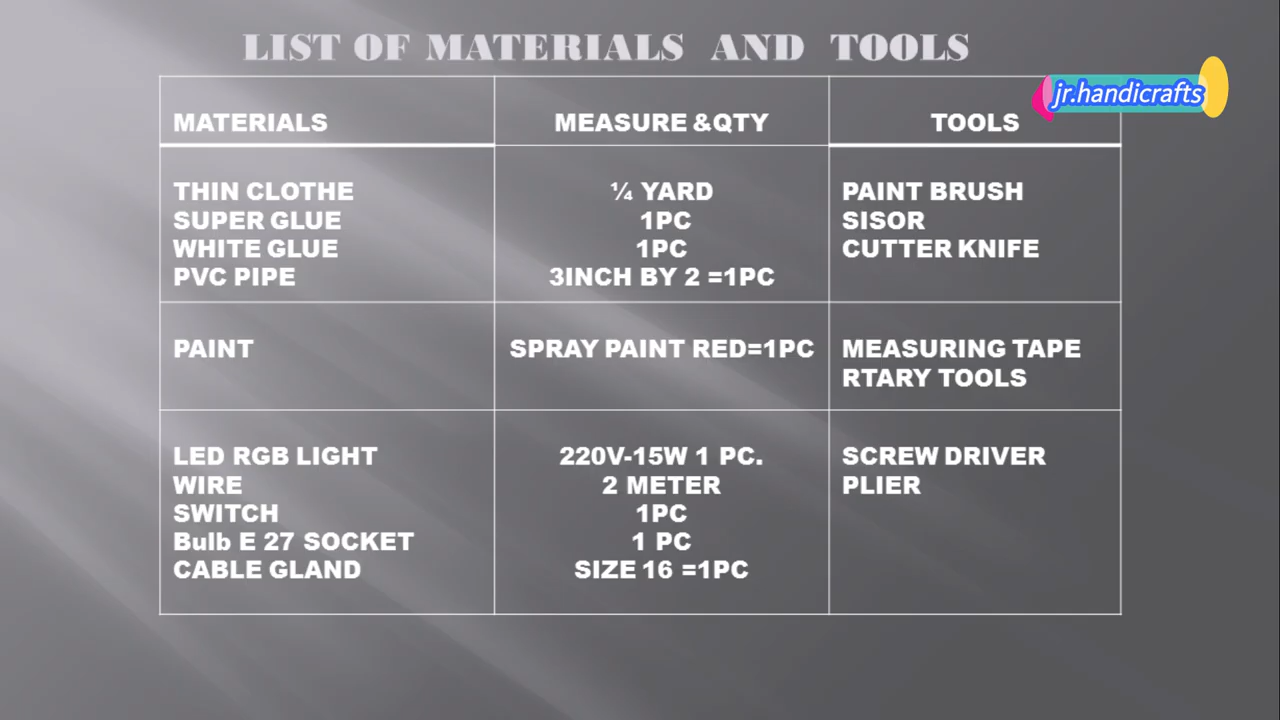 LIST OF MATERIALS AND TOOLS
jr.handicrafts
MATERIALS MEASURE &QTY TOOLS
THIN CLOTHE ¼ YARD PAINT BRUSH
SUPER GLUE 1PC SISOR
WHITE GLUE 1PC CUTTER KNIFE
PVC PIPE 3INCH BY 2 =1PC
PAINT SPRAY PAINT RED=1PC MEASURING TAPE
RTARY TOOLS
LED RGB LIGHT 220V-15W 1 PC. SCREW DRIVER
WIRE 2 METER PLIER
SWITCH 1PC
Bulb E 27 SOCKET 1 PC
CABLE GLAND SIZE 16 =1PC